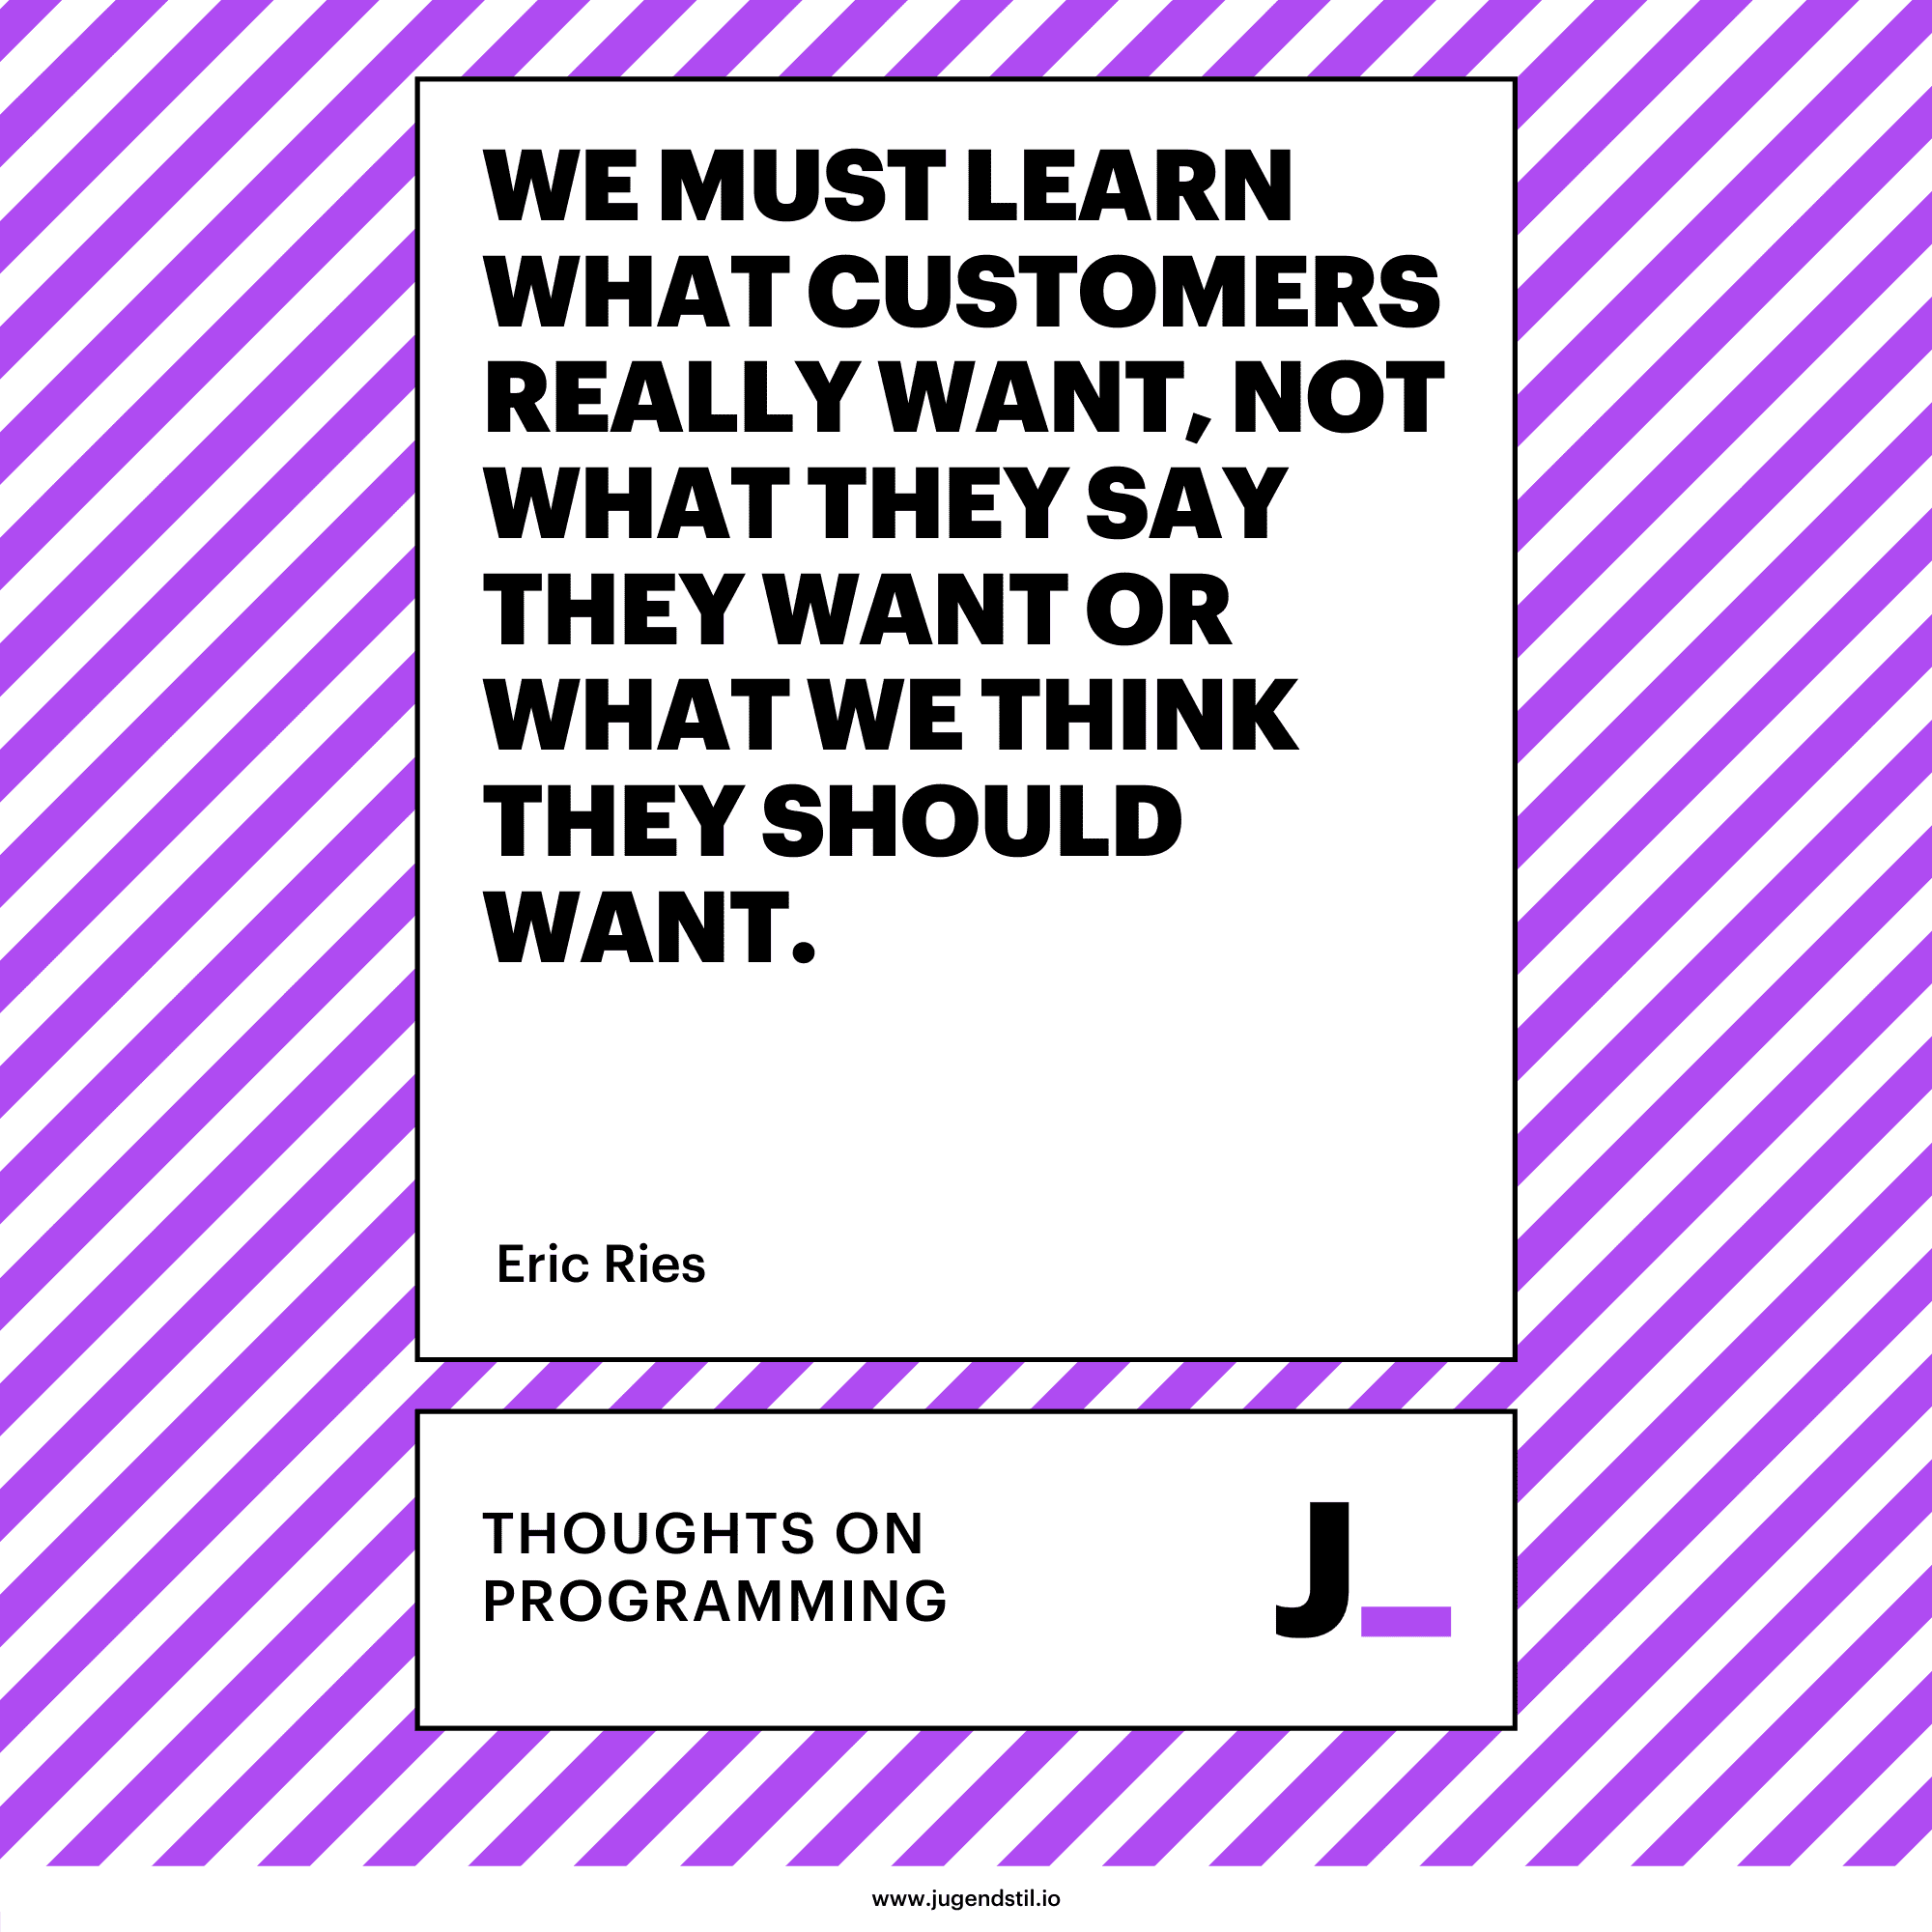 WE MUST LEARN
WHAT CUSTOMERS
REALLY WANT, NOT
WHAT THEY SAY
THEY WANT OR
WHAT WE THINK
THEY SHOULD
WANT.
Eric Ries
THOUGHTS ON
PROGRAMMING
J_
www.jugendstil.io